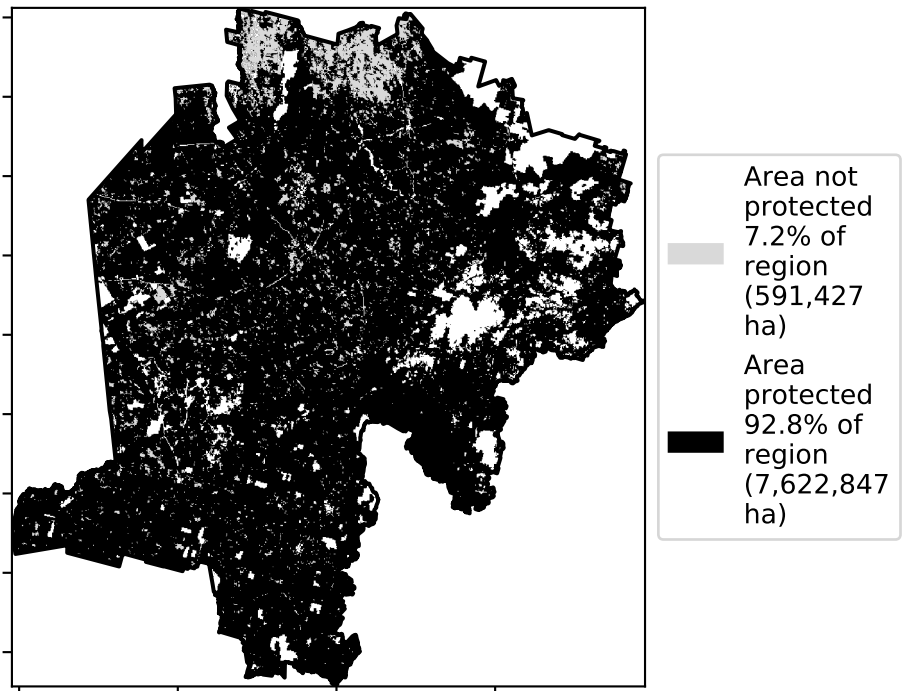 Area not
protected
7.2% of
region
(591,427
ha)
Area
protected
92.8% of
region
(7,622,847
ha)